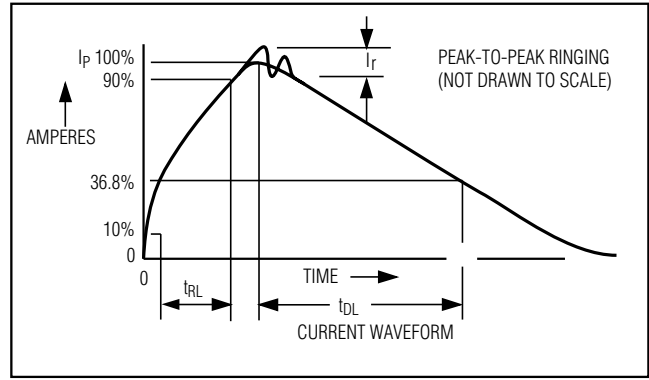 IP 100%
90%
AMPERES
36.8%
10%
0
0
tRL
TIME
tDL
CURRENT WAVEFORM
Ir
PEAK-TO-PEAK RINGING
(NOT DRAWN TO SCALE)